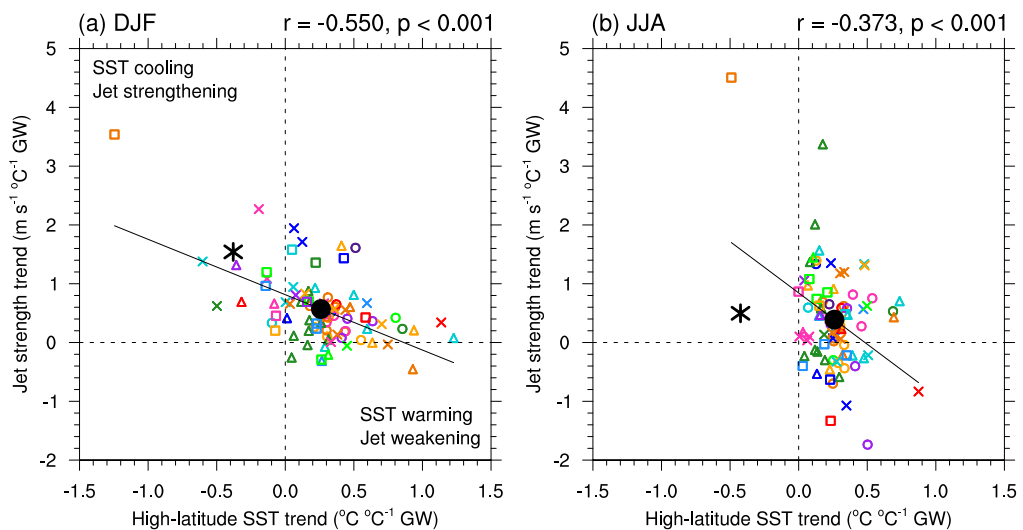 (a) DJF
r = -0.550, p < 0.001
(b) JJA
r = -0.373, p < 0.001
SST cooling
Jet strengthening
SST warming
Jet weakening
Jet strength trend (m s⁻¹ °C⁻¹ GW)
5
4
3
2
1
0
-1
-2
-1.5
-1.0
-0.5
0.0
0.5
1.0
1.5
High-latitude SST trend (°C °C⁻¹ GW)
Jet strength trend (m s⁻¹ °C⁻¹ GW)
5
4
3
2
1
0
-1
-2
-1.5
-1.0
-0.5
0.0
0.5
1.0
1.5
High-latitude SST trend (°C °C⁻¹ GW)